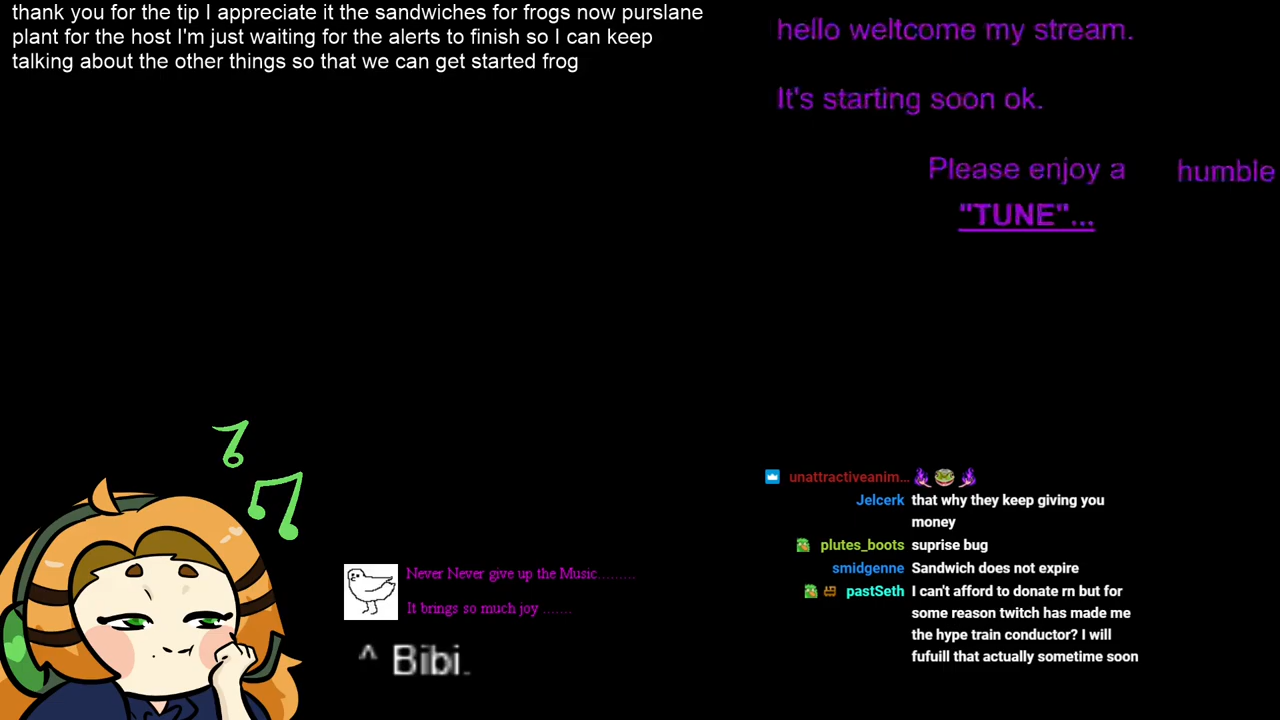 thank you for the tip I appreciate it the sandwiches for frogs now purslane
plant for the host I'm just waiting for the alerts to finish so I can keep
talking about the other things so that we can get started frog
hello weltcome my stream.
It's starting soon ok.
Please enjoy a humble
"TUNE"...
unattractiveanim...
Jelcerk that why they keep giving you
money
plutes_boots suprise bug
smidgenne Sandwich does not expire
pastSeth I can't afford to donate rn but for
some reason twitch has made me
the hype train conductor? I will
fufuill that actually sometime soon
Never Never give up the Music.........
It brings so much joy .......
^ Bibi.